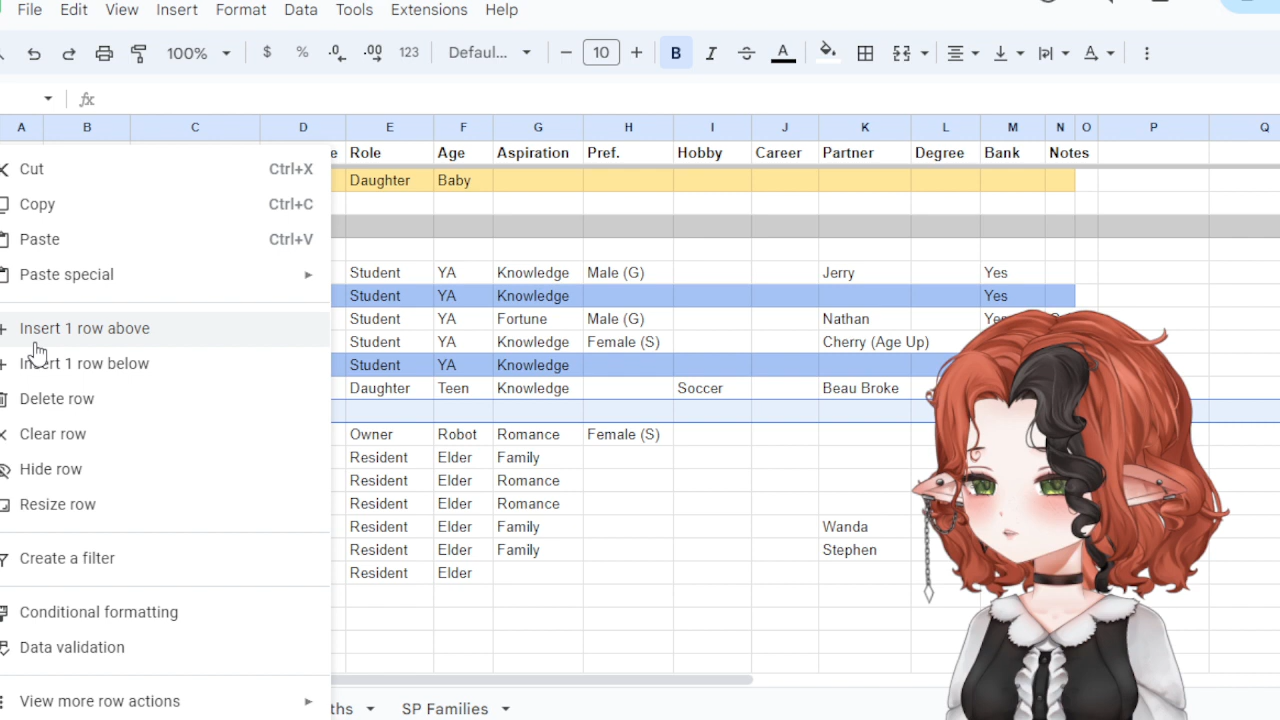 File Edit View Insert Format Data Tools Extensions Help
100% $ % .0 .00 123 Defaul... 10 B I S A A
fx
A B C D E F G H I J K L M N O P Q
e Role Age Aspiration Pref. Hobby Career Partner Degree Bank Notes
Cut Ctrl+X
Daughter Baby
Copy Ctrl+C
Paste Ctrl+V
Paste special
Student YA Knowledge Male (G) Jerry Yes
Student YA Knowledge Yes
Insert 1 row above
Student YA Fortune Male (G) Nathan
Student YA Knowledge Female (S) Cherry (Age Up)
Insert 1 row below
Student YA Knowledge
Daughter Teen Knowledge Soccer Beau Broke
Delete row
Clear row
Owner Robot Romance Female (S)
Resident Elder Family
Hide row
Resident Elder Romance
Resize row
Resident Elder Romance
Resident Elder Family Wanda
Resident Elder Family Stephen
Create a filter
Resident Elder
Conditional formatting
Data validation
View more row actions
ths SP Families